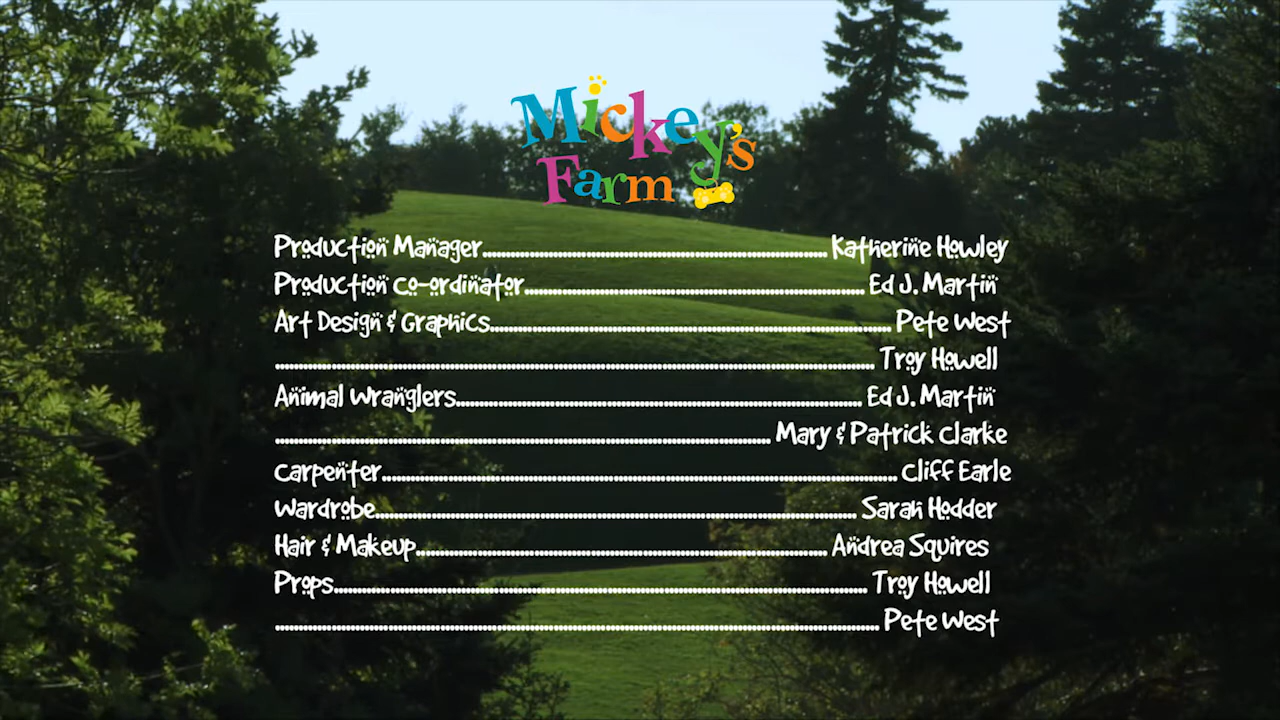 Mickey's
Farm
Production Manager Katherine Howley
Production Co-ordinator Ed J. Martin
Art Design & Graphics Pete West
Troy Howell
Animal Wranglers Ed J. Martin
Mary & Patrick Clarke
Carpenter Cliff Earle
Wardrobe Sarah Hodder
Hair & Makeup Andrea Squires
Props Troy Howell
Pete West